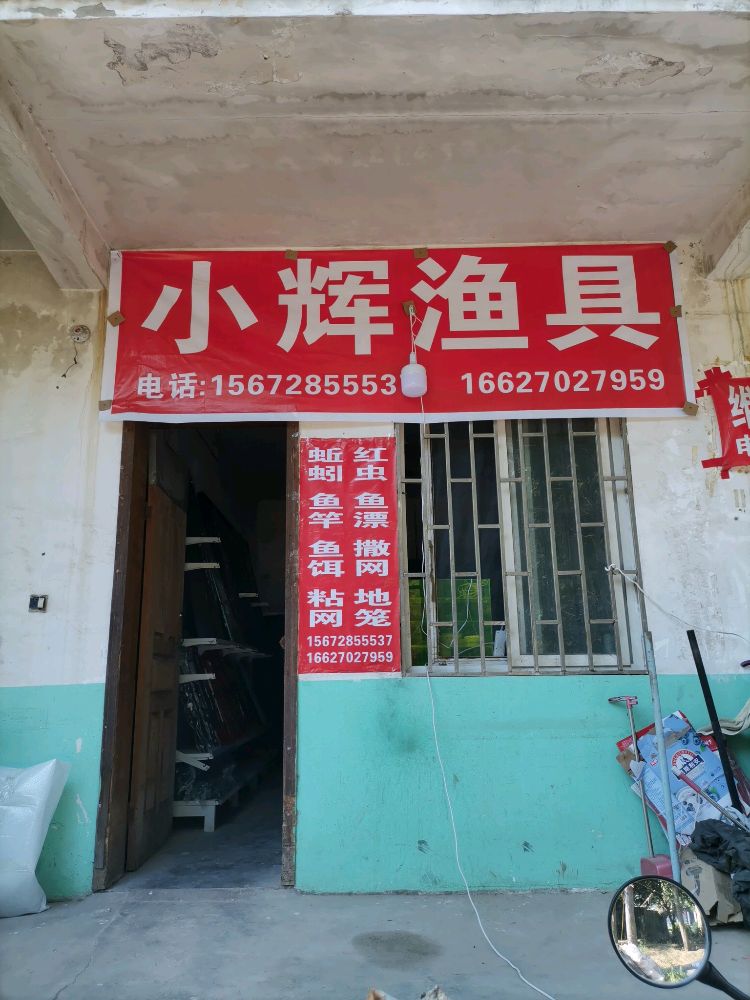 小辉渔具
电话:1567285553 16627027959
蚯蚓 红虫
鱼竿 鱼漂
鱼饵 撒网
粘网 地笼
15672855537
16627027959